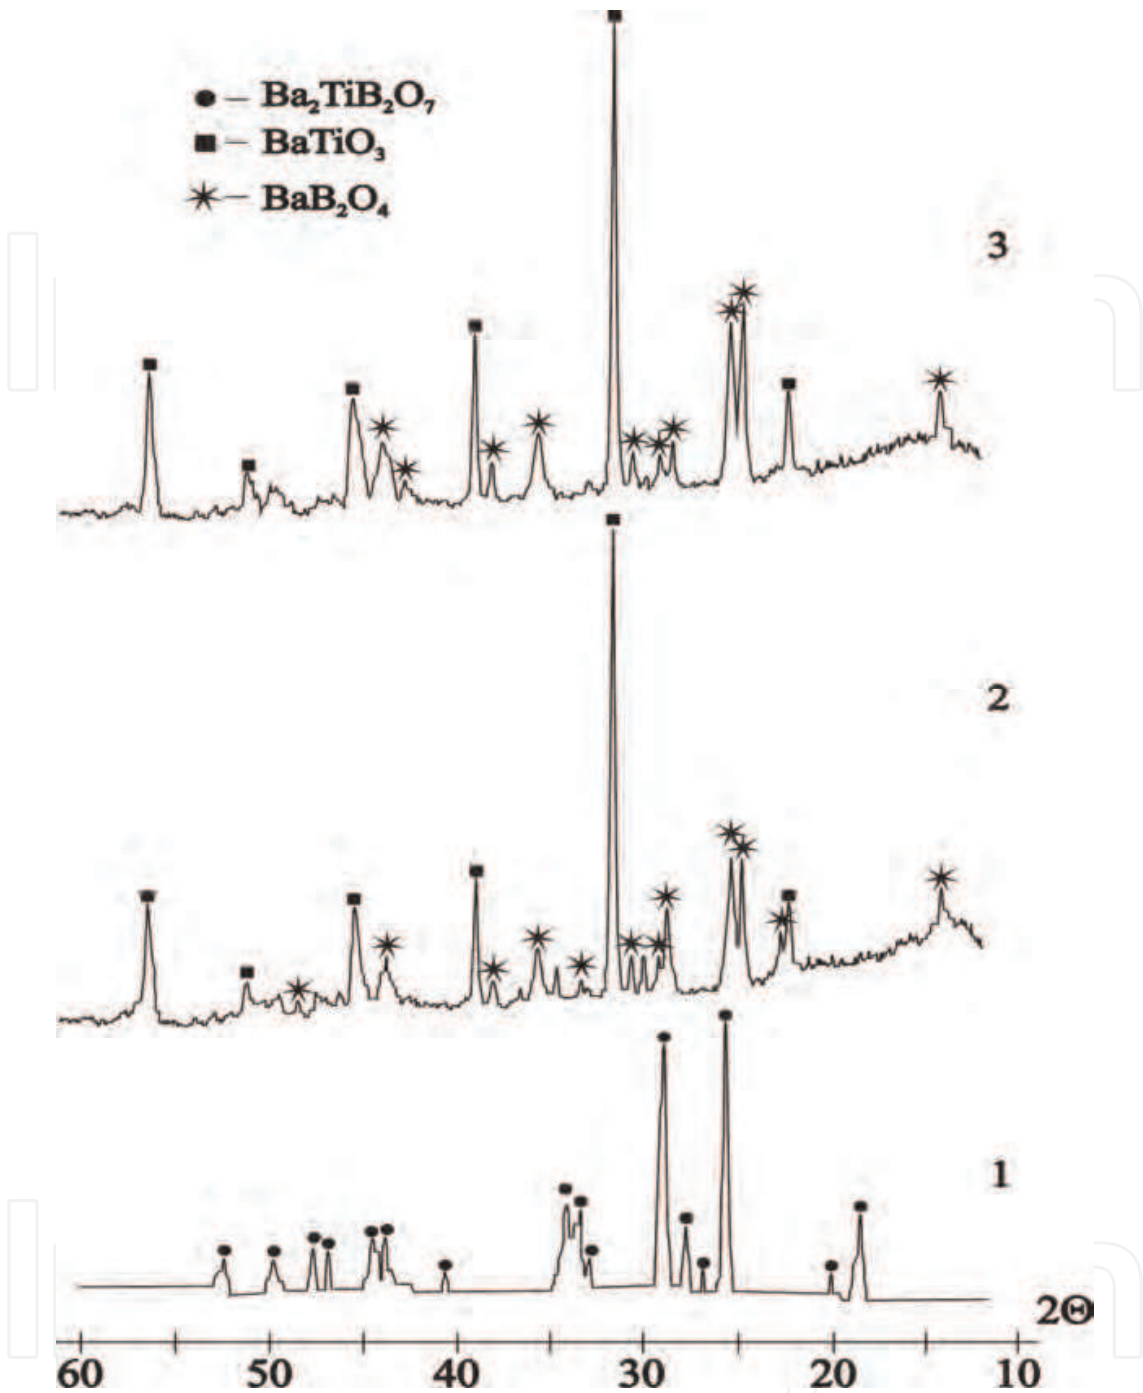 ● – Ba₂TiB₂O₇
■ – BaTiO₃
✶ – BaB₂O₄
3
2
1
2Θ
60 50 40 30 20 10